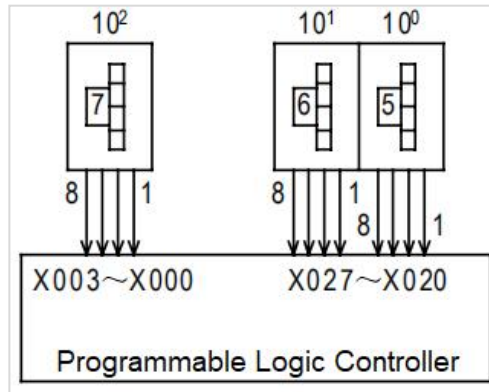 10² 10¹ 10⁰
7 6 5
8 1 8 1
8 1
X003～X000 X027～X020
Programmable Logic Controller